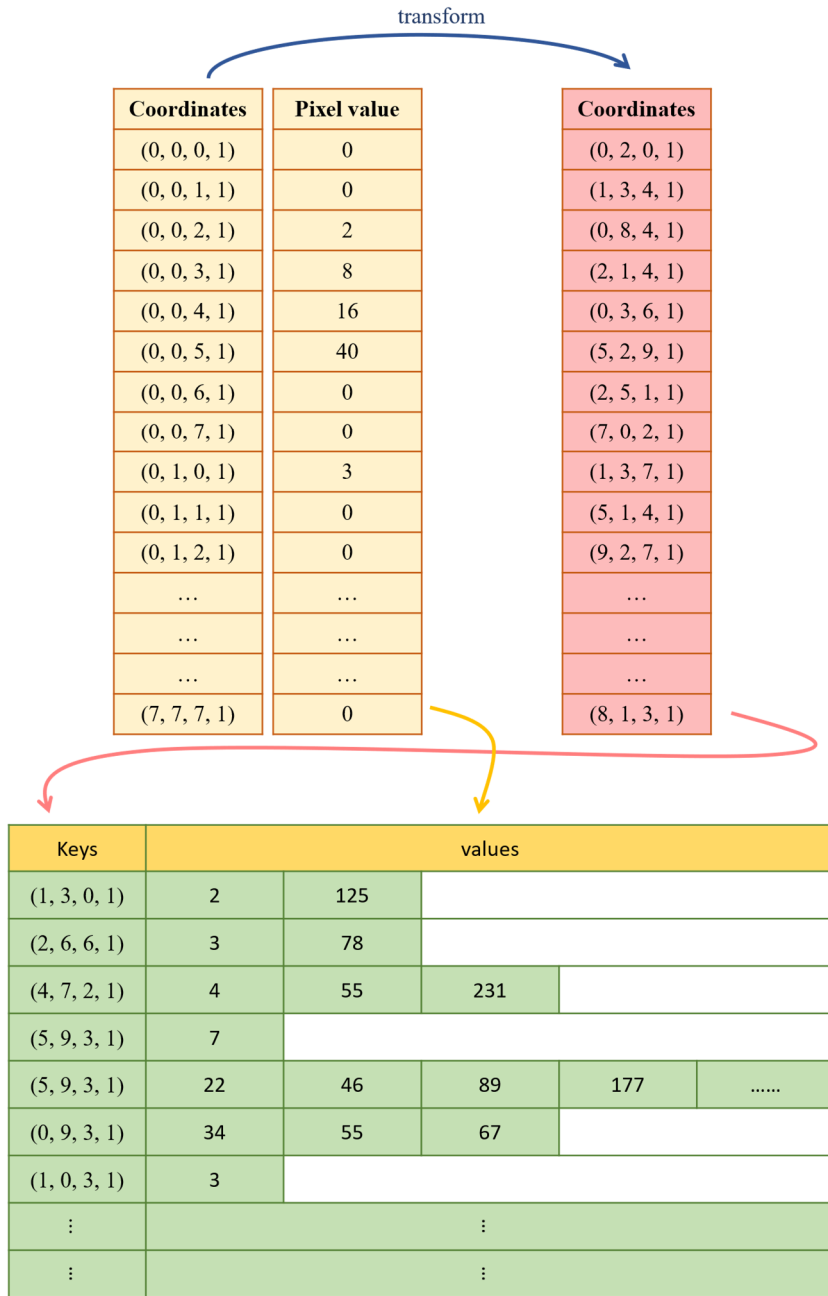 transform
Coordinates Pixel value Coordinates
(0, 0, 0, 1) 0 (0, 2, 0, 1)
(0, 0, 1, 1) 0 (1, 3, 4, 1)
(0, 0, 2, 1) 2 (0, 8, 4, 1)
(0, 0, 3, 1) 8 (2, 1, 4, 1)
(0, 0, 4, 1) 16 (0, 3, 6, 1)
(0, 0, 5, 1) 40 (5, 2, 9, 1)
(0, 0, 6, 1) 0 (2, 5, 1, 1)
(0, 0, 7, 1) 0 (7, 0, 2, 1)
(0, 1, 0, 1) 3 (1, 3, 7, 1)
(0, 1, 1, 1) 0 (5, 1, 4, 1)
(0, 1, 2, 1) 0 (9, 2, 7, 1)
… … …
… … …
… … …
(7, 7, 7, 1) 0 (8, 1, 3, 1)
Keys values
(1, 3, 0, 1) 2 125
(2, 6, 6, 1) 3 78
(4, 7, 2, 1) 4 55 231
(5, 9, 3, 1) 7
(5, 9, 3, 1) 22 46 89 177 ……
(0, 9, 3, 1) 34 55 67
(1, 0, 3, 1) 3
⋮ ⋮
⋮ ⋮